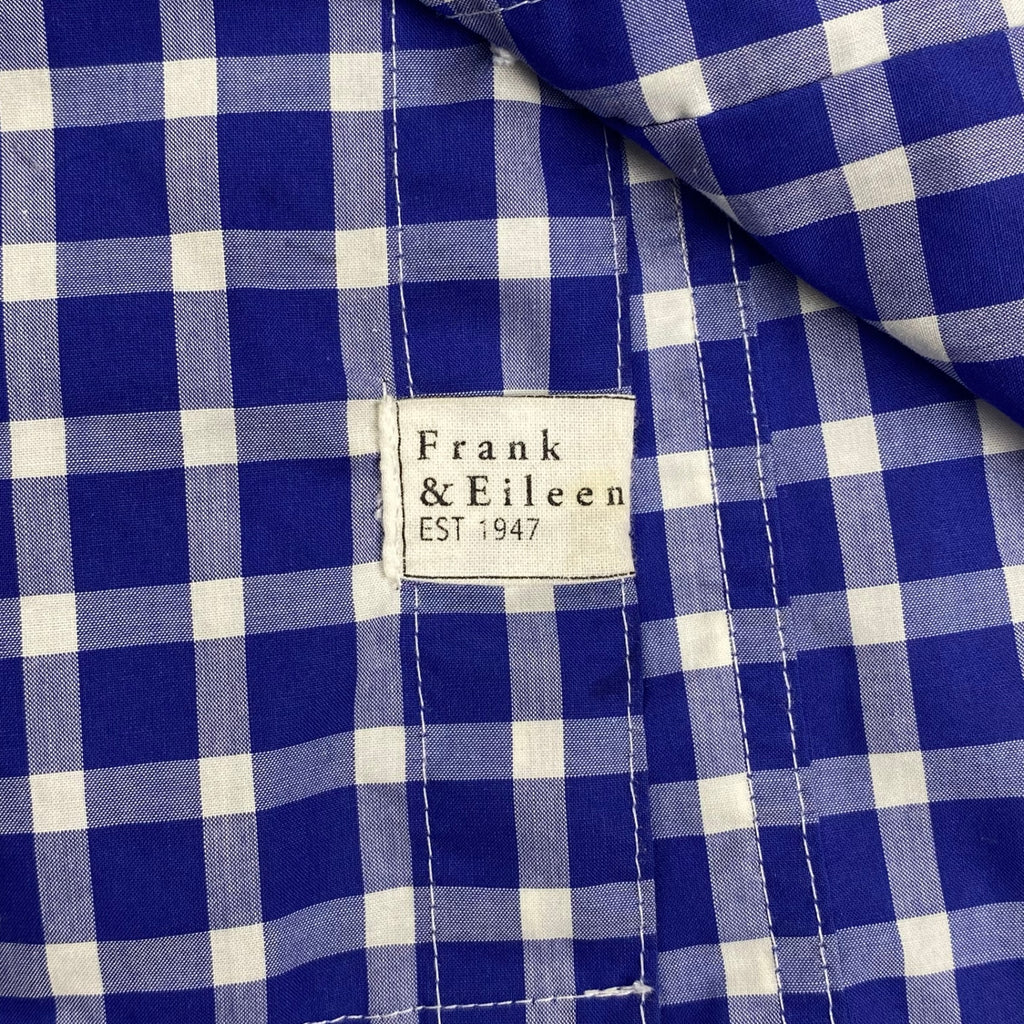 Frank
& Eileen
EST 1947